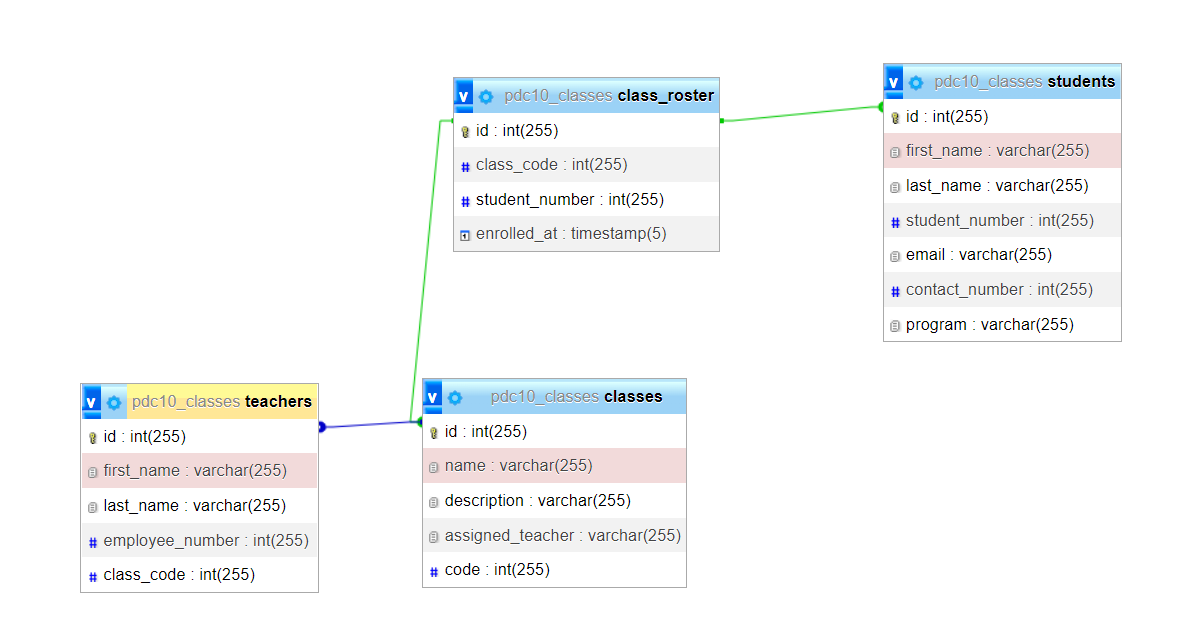 v pdc10_classes class_roster
id : int(255)
# class_code : int(255)
# student_number : int(255)
enrolled_at : timestamp(5)
v pdc10_classes students
id : int(255)
first_name : varchar(255)
last_name : varchar(255)
# student_number : int(255)
email : varchar(255)
# contact_number : int(255)
program : varchar(255)
v pdc10_classes teachers
id : int(255)
first_name : varchar(255)
last_name : varchar(255)
# employee_number : int(255)
# class_code : int(255)
v pdc10_classes classes
id : int(255)
name : varchar(255)
description : varchar(255)
assigned_teacher : varchar(255)
# code : int(255)